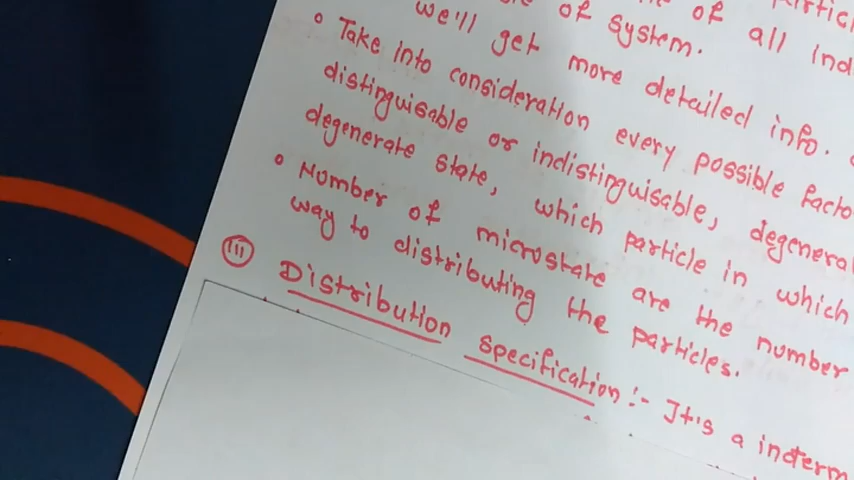 of all ind
of system.
we'll get more detailed info.
• Take into consideration every possible facto
distinguisable or indistinguisable, degenerat
degenerate state, which particle in which
• Number of microstate are the number
way to distributing the particles.
(iii) Distribution Specification :- It's a interm